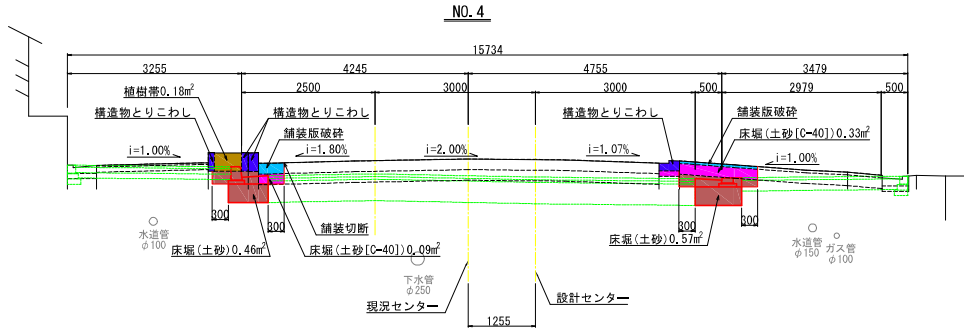 NO.4
15734
3255
4245
4755
3479
2500
3000
3000
500
2979
500
植樹帯0.18m²
構造物とりこわし
構造物とりこわし
舗装版破砕
構造物とりこわし
舗装版破砕
床堀(土砂[C-40])0.33m²
i=1.00%
i=1.80%
i=2.00%
i=1.07%
i=1.00%
300
300
300
300
舗装切断
水道管
φ100
床堀(土砂)0.46m²
床堀(土砂[C-40])0.09m²
床堀(土砂)0.57m²
水道管
φ150
ガス管
φ100
下水管
φ250
現況センター
設計センター
1255